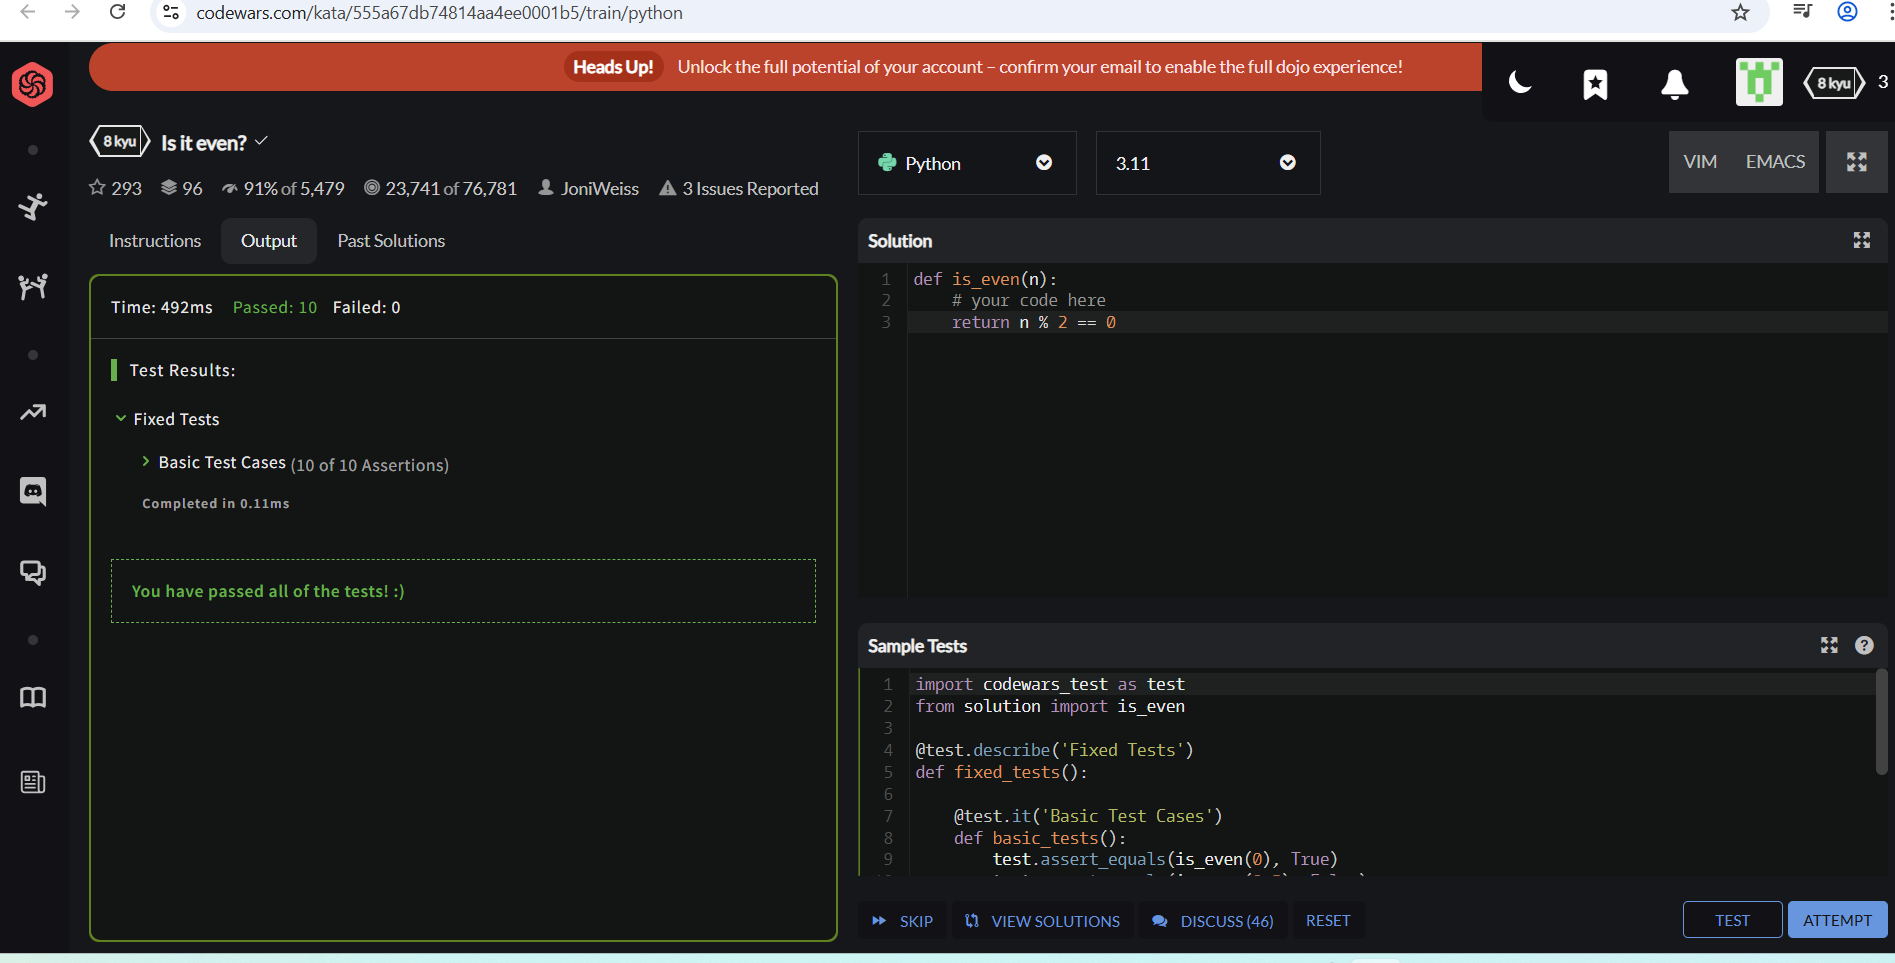 codewars.com/kata/555a67db74814aa4ee0001b5/train/python
Heads Up! Unlock the full potential of your account – confirm your email to enable the full dojo experience!
8 kyu 3
8 kyu Is it even?
293 96 91% of 5,479 23,741 of 76,781 JoniWeiss 3 Issues Reported
Instructions Output Past Solutions
Time: 492ms Passed: 10 Failed: 0
Test Results:
Fixed Tests
Basic Test Cases (10 of 10 Assertions)
Completed in 0.11ms
You have passed all of the tests! :)
Python 3.11 VIM EMACS
Solution
1 def is_even(n):
2 # your code here
3 return n % 2 == 0
Sample Tests
1 import codewars_test as test
2 from solution import is_even
3
4 @test.describe('Fixed Tests')
5 def fixed_tests():
6
7 @test.it('Basic Test Cases')
8 def basic_tests():
9 test.assert_equals(is_even(0), True)
SKIP VIEW SOLUTIONS DISCUSS (46) RESET TEST ATTEMPT